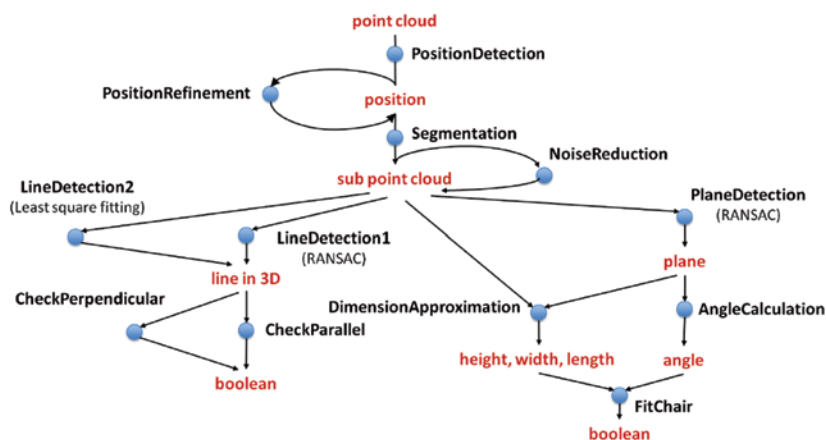 point cloud
PositionDetection
PositionRefinement
position
Segmentation
NoiseReduction
LineDetection2
(Least square fitting)
sub point cloud
PlaneDetection
(RANSAC)
LineDetection1
(RANSAC)
line in 3D
plane
CheckPerpendicular
DimensionApproximation
AngleCalculation
CheckParallel
height, width, length
angle
boolean
FitChair
boolean